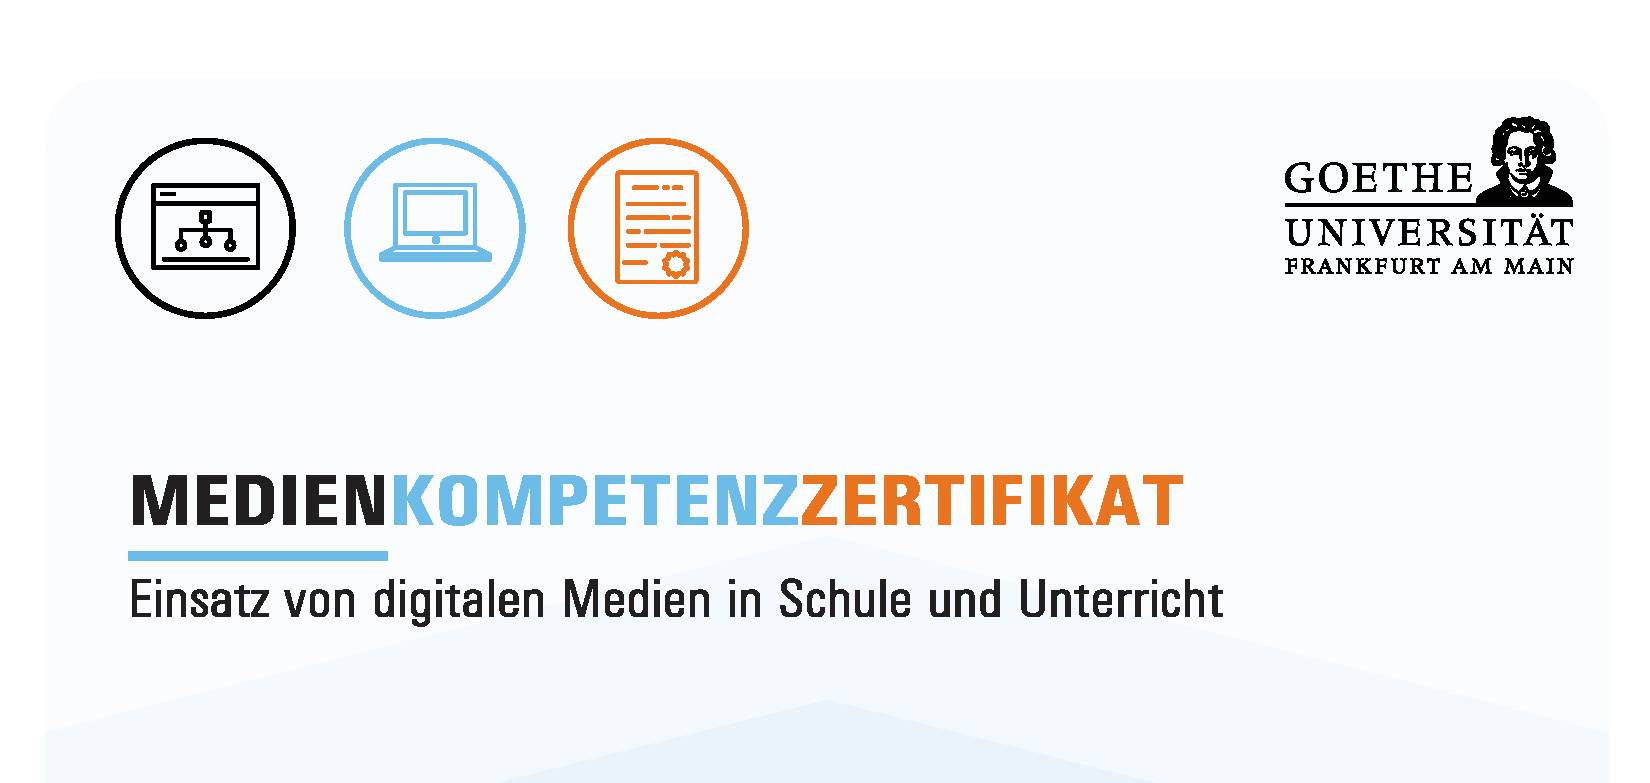 GOETHE
UNIVERSITÄT
FRANKFURT AM MAIN
MEDIENKOMPETENZZERTIFIKAT
Einsatz von digitalen Medien in Schule und Unterricht